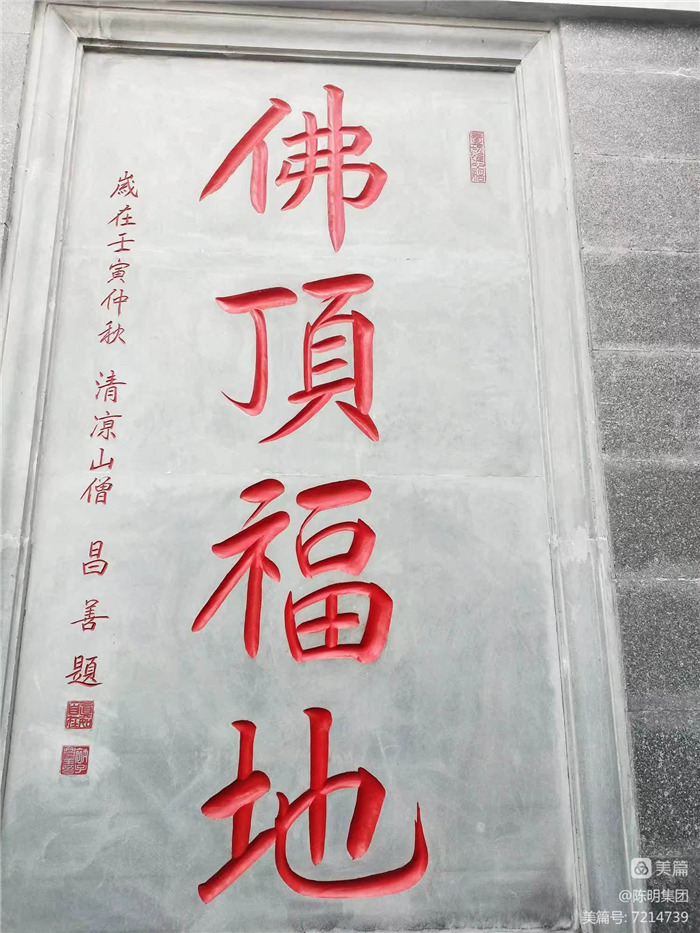 佛頂福地
歲在壬寅仲秋 清凉山僧 昌善題
美篇
@陈明集团
美篇号: 7214739